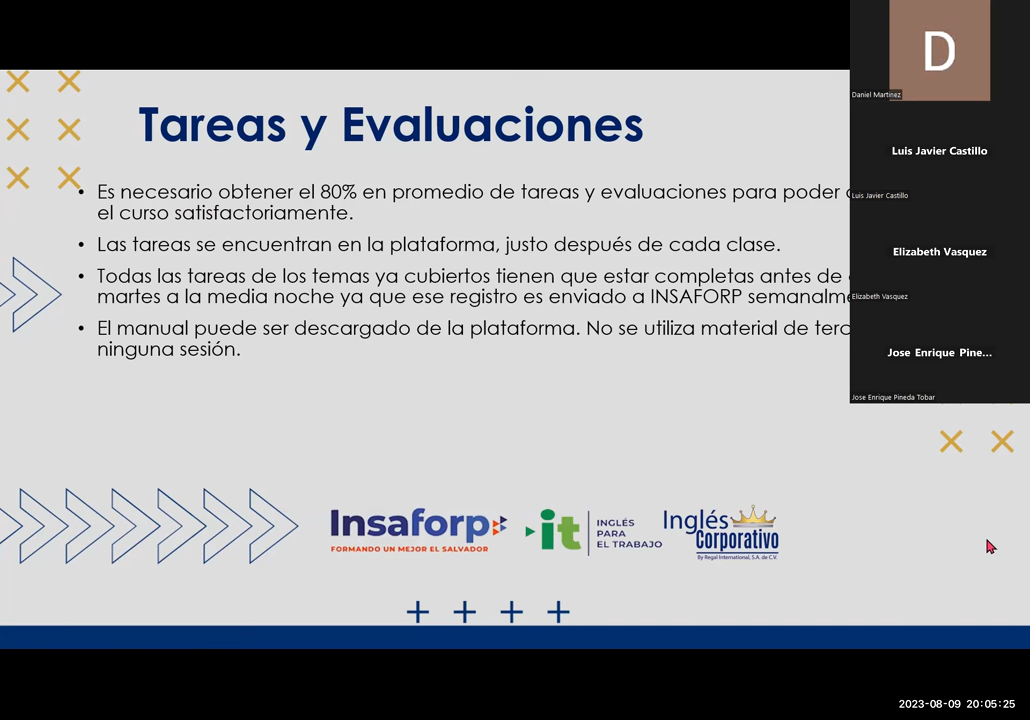 D
Daniel Martinez
Luis Javier Castillo
Luis Javier Castillo
Elizabeth Vasquez
Elizabeth Vasquez
Jose Enrique Pine...
Jose Enrique Pineda Tobar
Tareas y Evaluaciones
• Es necesario obtener el 80% en promedio de tareas y evaluaciones para poder
el curso satisfactoriamente.
• Las tareas se encuentran en la plataforma, justo después de cada clase.
• Todas las tareas de los temas ya cubiertos tienen que estar completas antes de
martes a la media noche ya que ese registro es enviado a INSAFORP
• El manual puede ser descargado de la plataforma. No se utiliza material de
ninguna sesión.
Insaforp
FORMANDO UN MEJOR EL SALVADOR
it
INGLÉS
PARA
EL TRABAJO
Inglés
Corporativo
By Regal International, S.A. de C.V.
2023-08-09 20:05:25